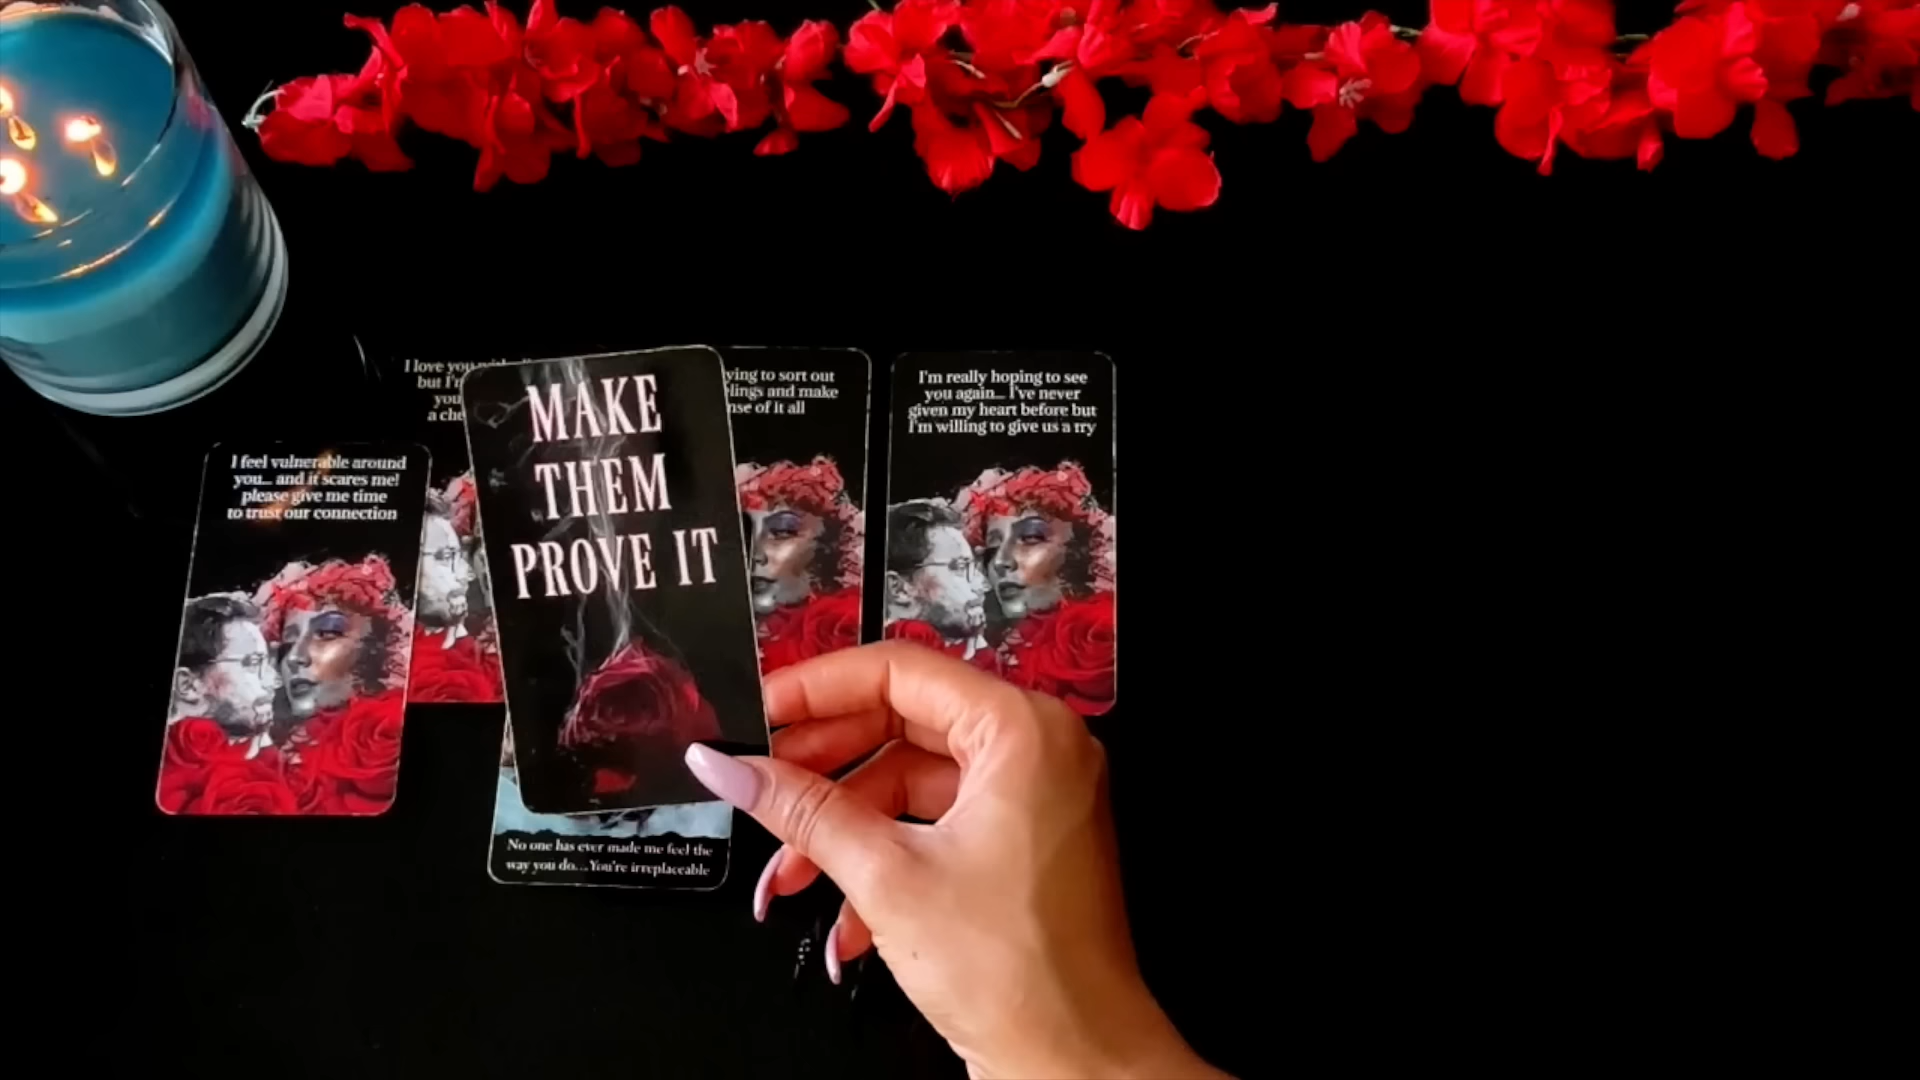 I love you
but I'm
you
a che
MAKE
THEM
PROVE IT
ying to sort out
lings and make
nse of it all
I'm really hoping to see
you again... I've never
given my heart before but
I'm willing to give us a try
I feel vulnerable around
you... and it scares me!
please give me time
to trust our connection
No one has ever made me feel the
way you do...You're irreplaceable